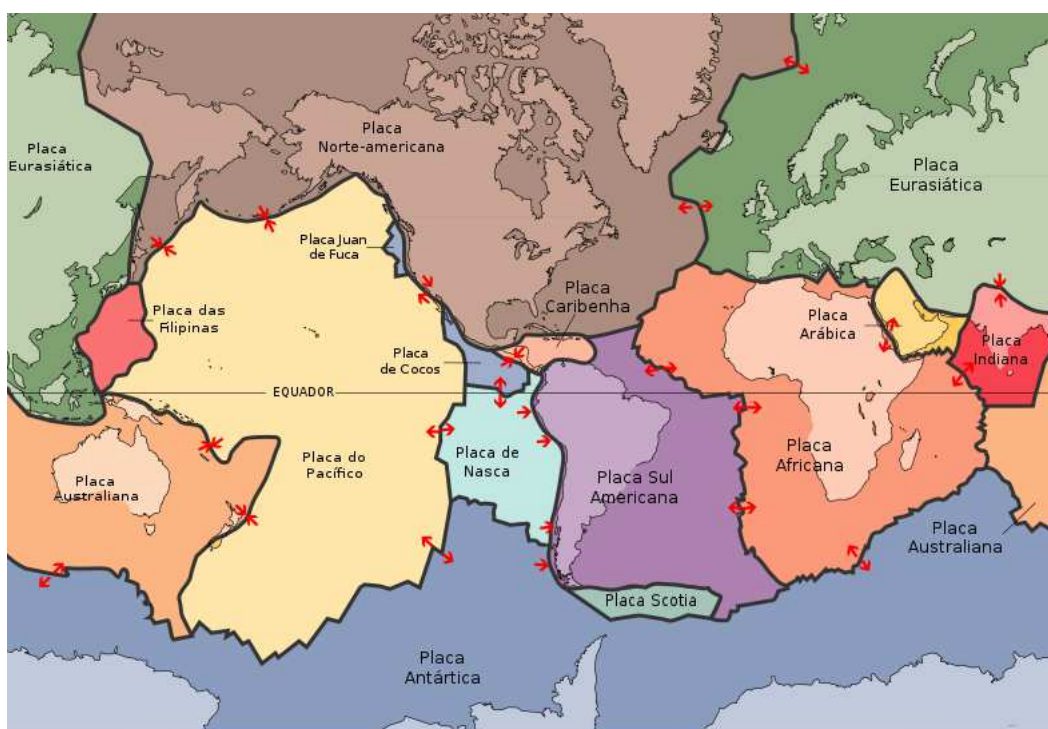 Placa
Norte-americana
Placa
Eurasiática
Placa
Eurasiática
Placa Juan
de Fuca
Placa
Caribenha
Placa das
Filipinas
Placa
Arábica
Placa
Indiana
Placa
de Cocos
EQUADOR
Placa do
Pacífico
Placa de
Nasca
Placa
Africana
Placa Sul
Americana
Placa
Australiana
Placa
Australiana
Placa Scotia
Placa
Antártica